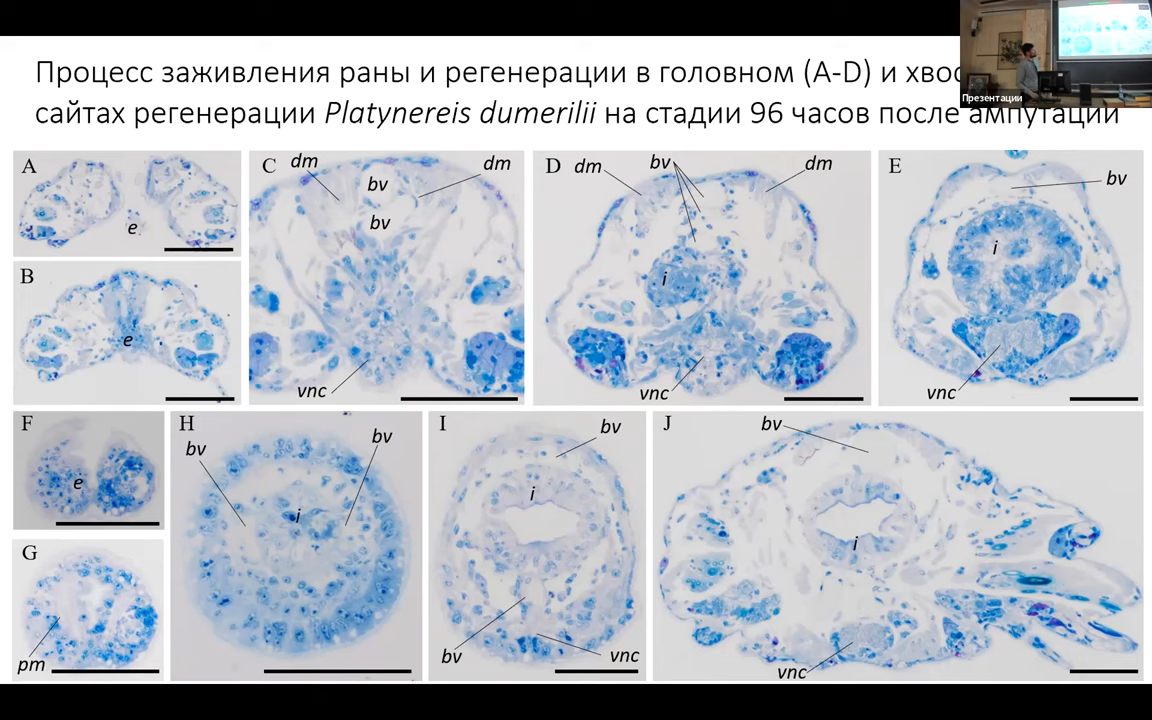 Процесс заживления раны и регенерации в головном (A-D) и
Презентации
сайтах регенерации Platynereis dumerilii на стадии 96 часов после ампутации
A
e
B
e
C
dm
dm
bv
bv
vnc
D
dm
bv
dm
i
vnc
E
bv
i
vnc
F
e
G
pm
H
bv
bv
i
I
bv
i
bv
vnc
J
bv
i
vnc